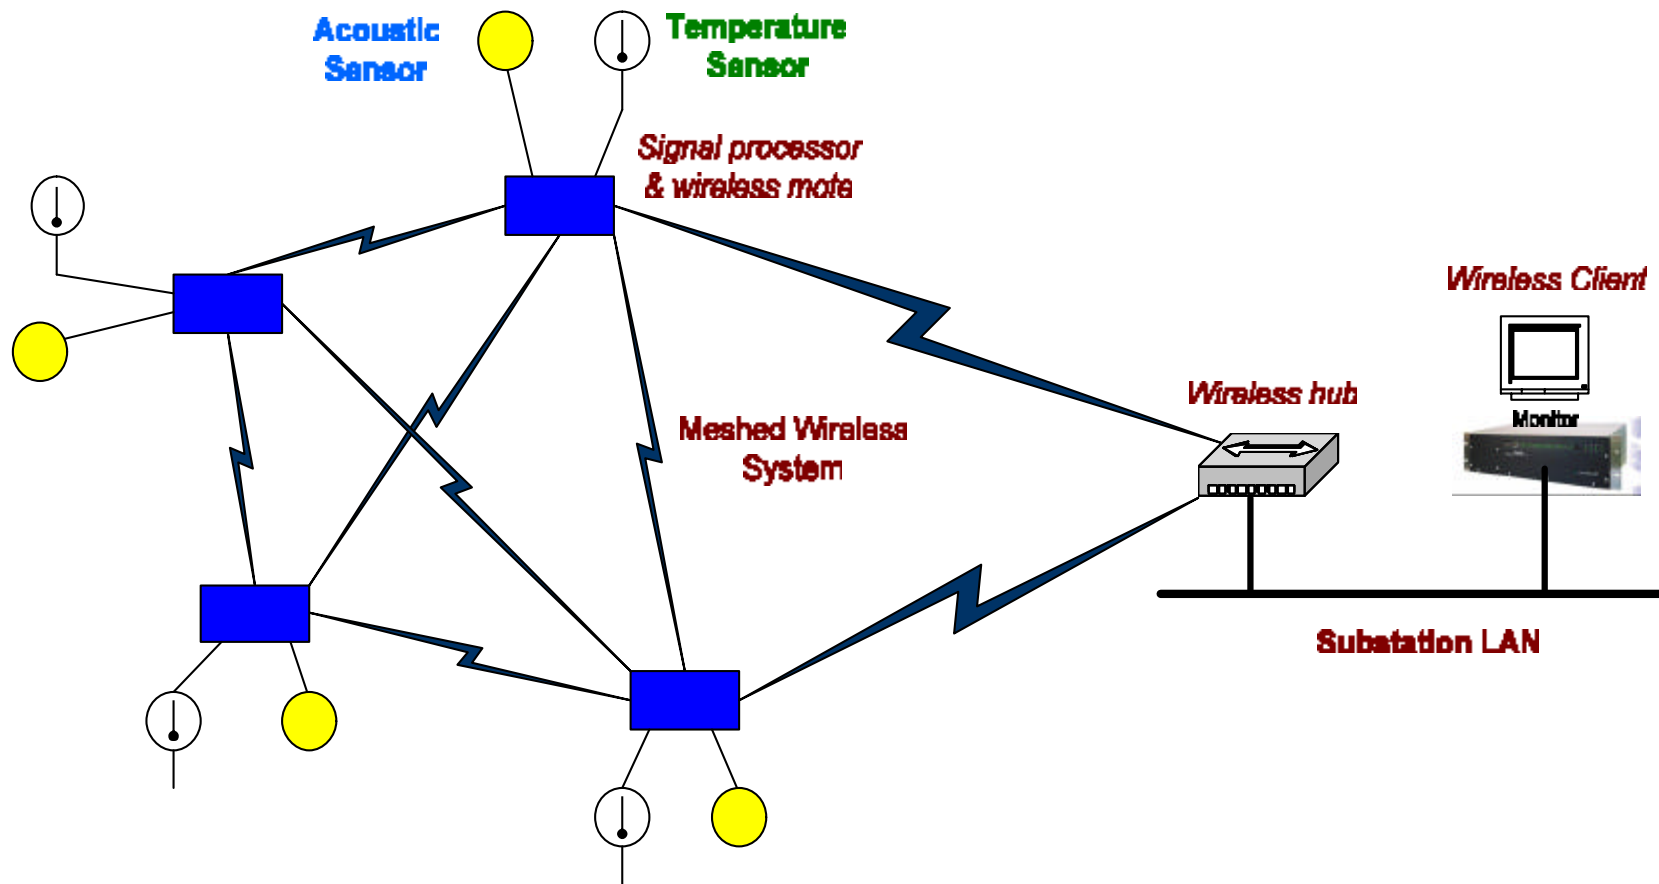 Acoustic
Sensor
Temperature
Sensor
Signal processor
& wireless mote
Wireless Client
Monitor
Wireless hub
Meshed Wireless
System
Substation LAN